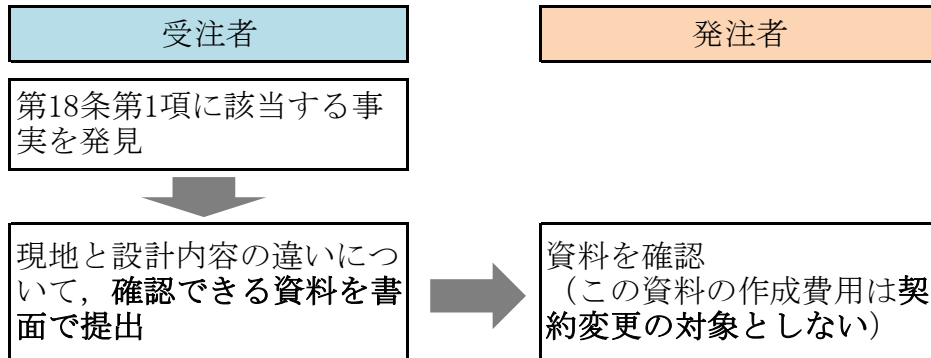 受注者
発注者
第18条第1項に該当する事
実を発見
現地と設計内容の違いにつ
いて，確認できる資料を書
面で提出
資料を確認
（この資料の作成費用は契
約変更の対象としない）